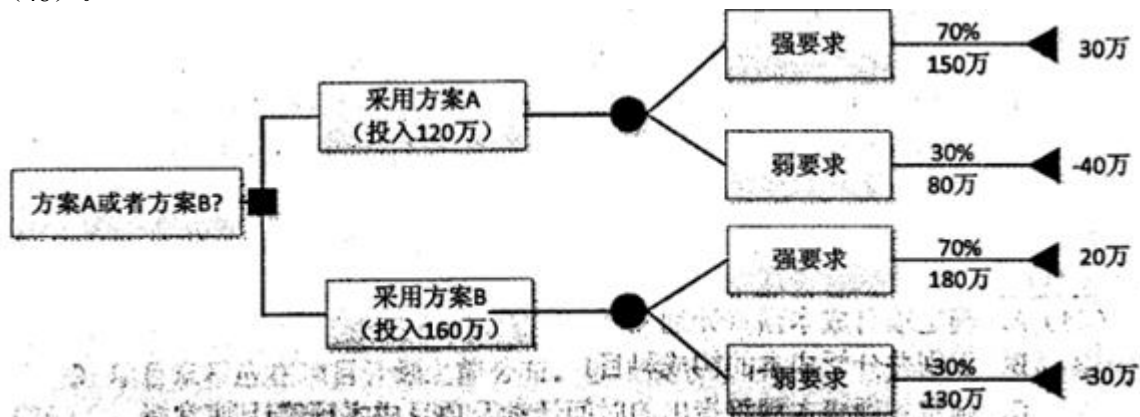 强要求
70%
150万
30万
采用方案A
（投入120万）
弱要求
30%
80万
-40万
方案A或者方案B?
强要求
70%
180万
20万
采用方案B
（投入160万）
弱要求
30%
130万
-30万